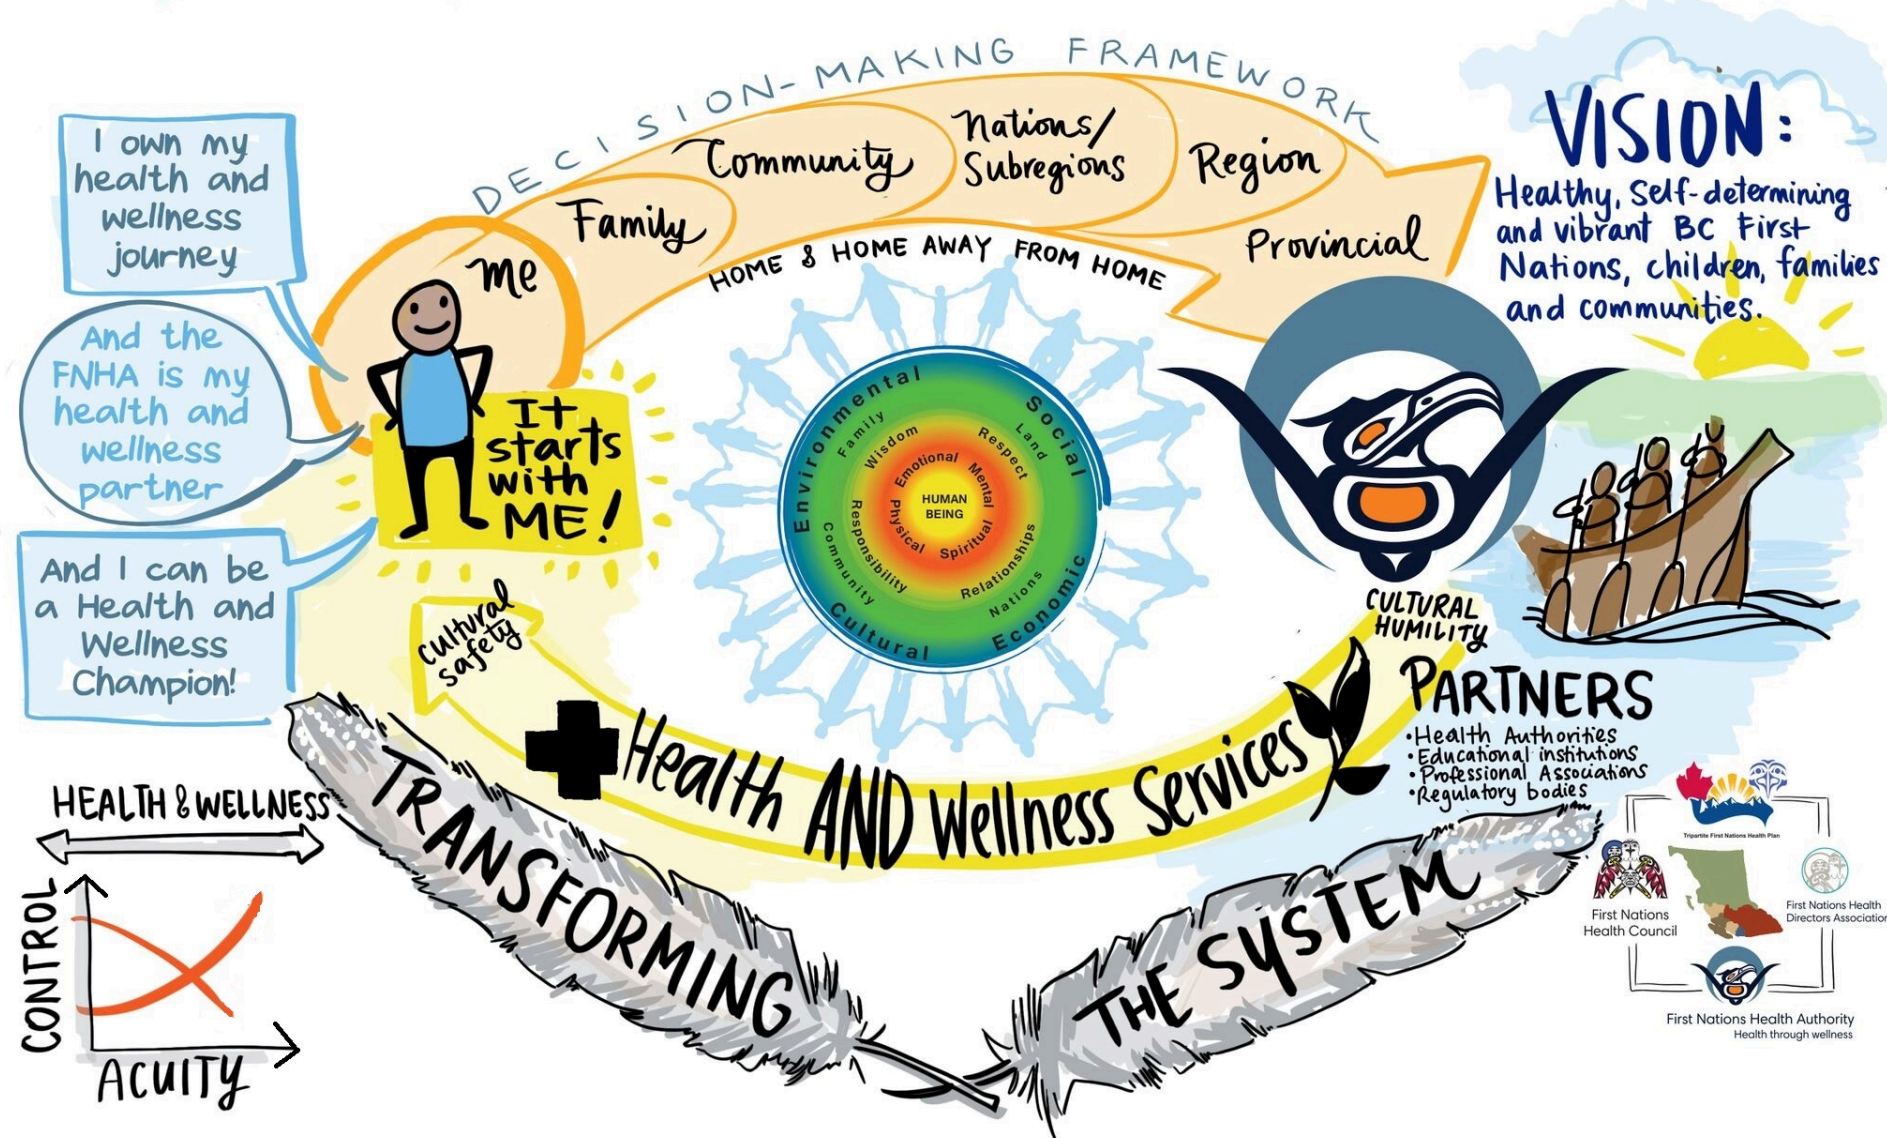 DECISION-MAKING FRAMEWORK
I own my
health and
wellness
journey
And the
FNHA is my
health and
wellness
partner
And I can be
a Health and
Wellness
Champion!
me
Family
Community
Nations/
Subregions
Region
Provincial
HOME & HOME AWAY FROM HOME
It
starts
with
ME!
VISION:
Healthy, Self-determining
and vibrant BC First
Nations, children, families
and communities.
Environmental
Social
Economic
Cultural
Family
Land
Nations
Community
Wisdom
Respect
Relationships
Responsibility
Emotional
Mental
Spiritual
Physical
HUMAN
BEING
cultural
safety
Health AND Wellness Services
CULTURAL
HUMILITY
PARTNERS
•Health Authorities
•Educational institutions
•Professional Associations
•Regulatory bodies
HEALTH & WELLNESS
CONTROL
ACUITY
TRANSFORMING
THE SYSTEM
Tripartite First Nations Health Plan
First Nations
Health Council
First Nations Health
Directors Association
First Nations Health Authority
Health through wellness